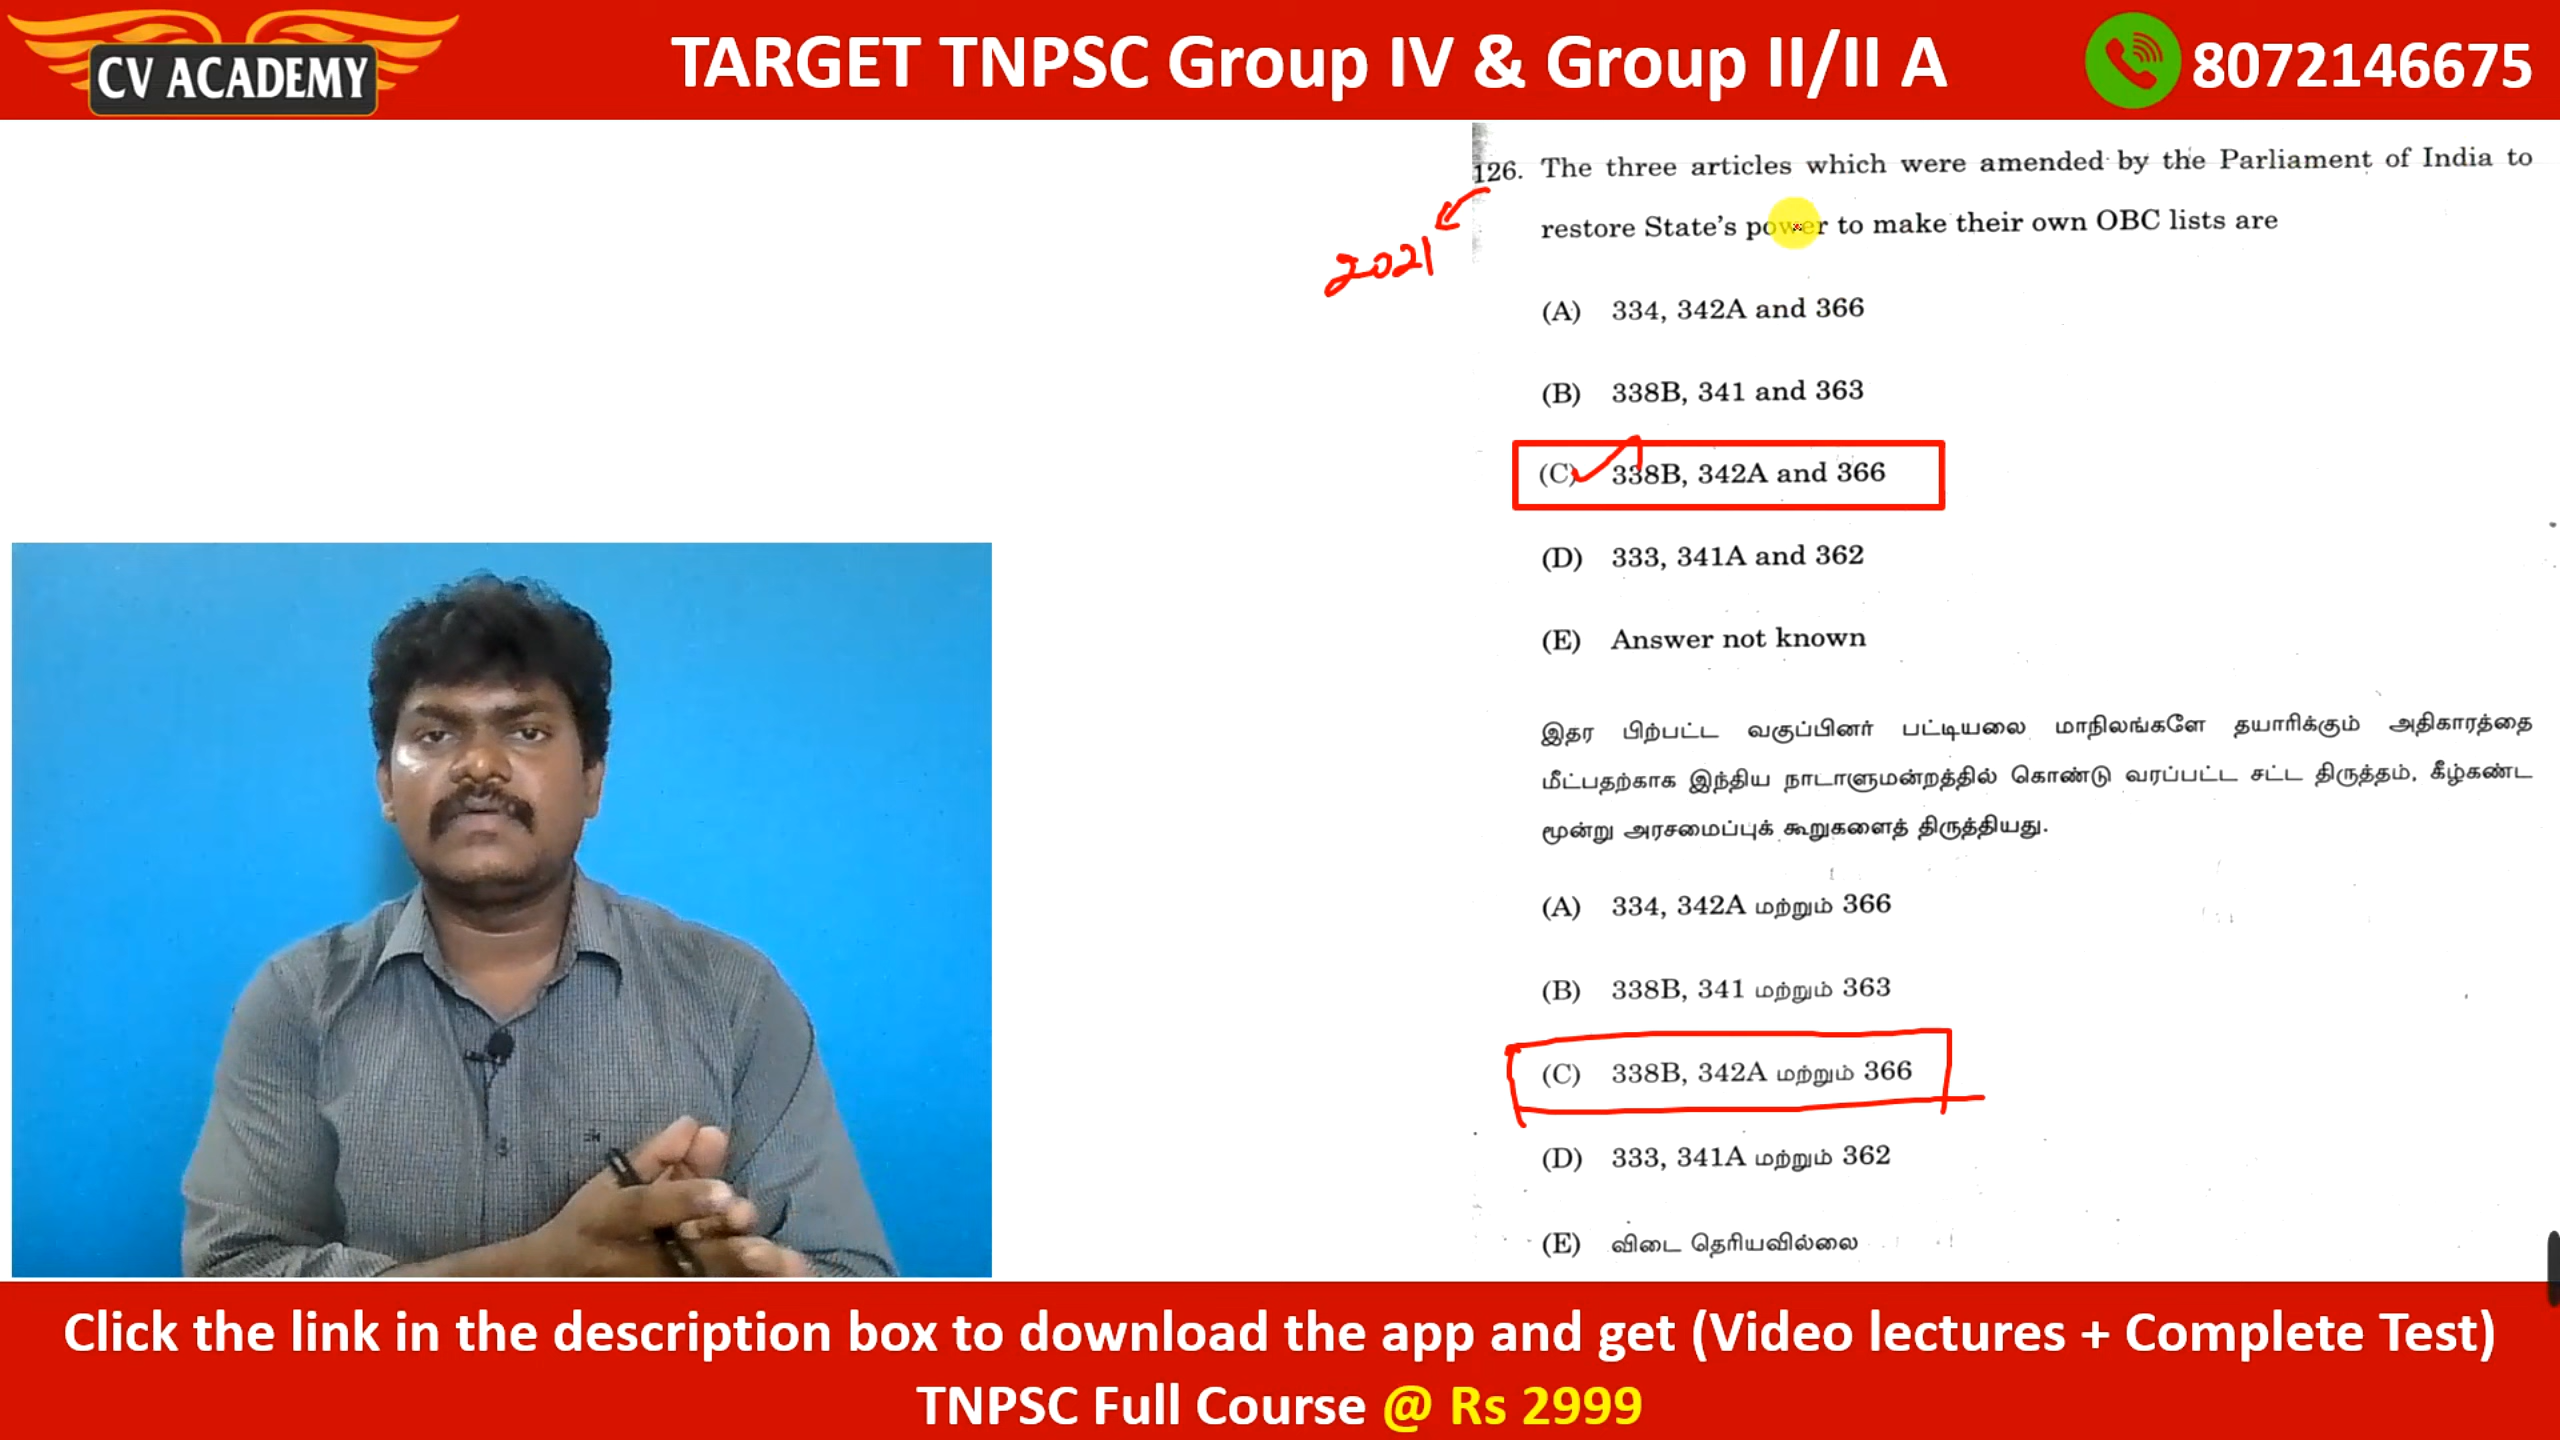 CV ACADEMY
TARGET TNPSC Group IV & Group II/II A
8072146675
126. The three articles which were amended by the Parliament of India to
restore State's power to make their own OBC lists are
2021
(A) 334, 342A and 366
(B) 338B, 341 and 363
(C) 338B, 342A and 366
(D) 333, 341A and 362
(E) Answer not known
இதர பிற்பட்ட வகுப்பினர் பட்டியலை மாநிலங்களே தயாரிக்கும் அதிகாரத்தை
மீட்பதற்காக இந்திய நாடாளுமன்றத்தில் கொண்டு வரப்பட்ட சட்ட திருத்தம், கீழ்கண்ட
மூன்று அரசமைப்புக் கூறுகளைத் திருத்தியது.
(A) 334, 342A மற்றும் 366
(B) 338B, 341 மற்றும் 363
(C) 338B, 342A மற்றும் 366
(D) 333, 341A மற்றும் 362
(E) விடை தெரியவில்லை
Click the link in the description box to download the app and get (Video lectures + Complete Test)
TNPSC Full Course @ Rs 2999